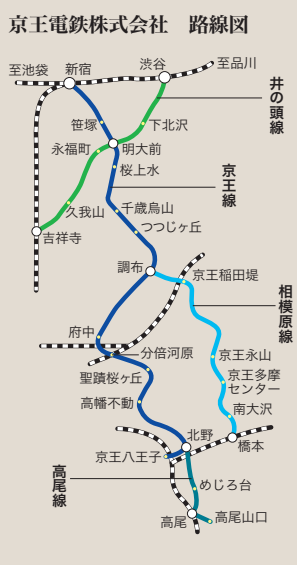 京王電鉄株式会社　路線図
至池袋
新宿
渋谷
至品川
井の頭線
笹塚
下北沢
永福町
明大前
桜上水
京王線
久我山
千歳烏山
つつじヶ丘
吉祥寺
調布
京王稲田堤
相模原線
府中
分倍河原
京王永山
聖蹟桜ヶ丘
京王多摩
センター
高幡不動
南大沢
北野
橋本
京王八王子
高尾線
めじろ台
高尾
高尾山口